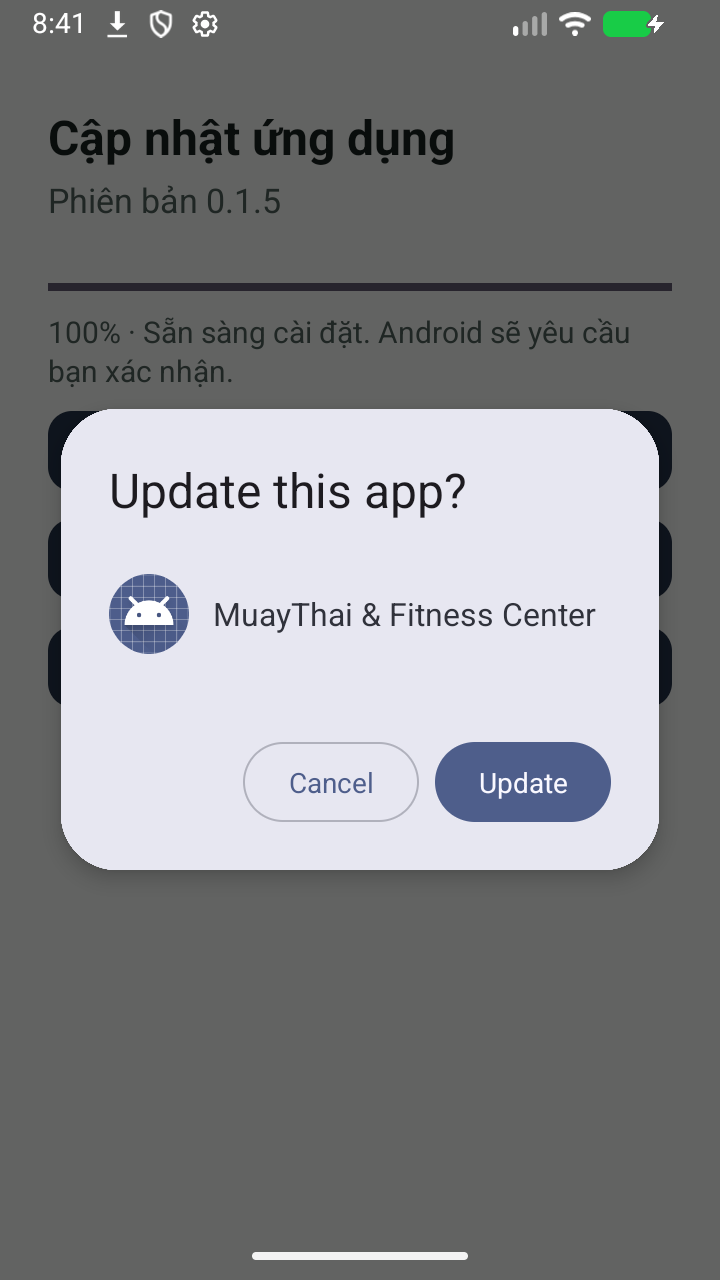 8:41
Cập nhật ứng dụng
Phiên bản 0.1.5
100% · Sẵn sàng cài đặt. Android sẽ yêu cầu
bạn xác nhận.
Update this app?
MuayThai & Fitness Center
Cancel
Update